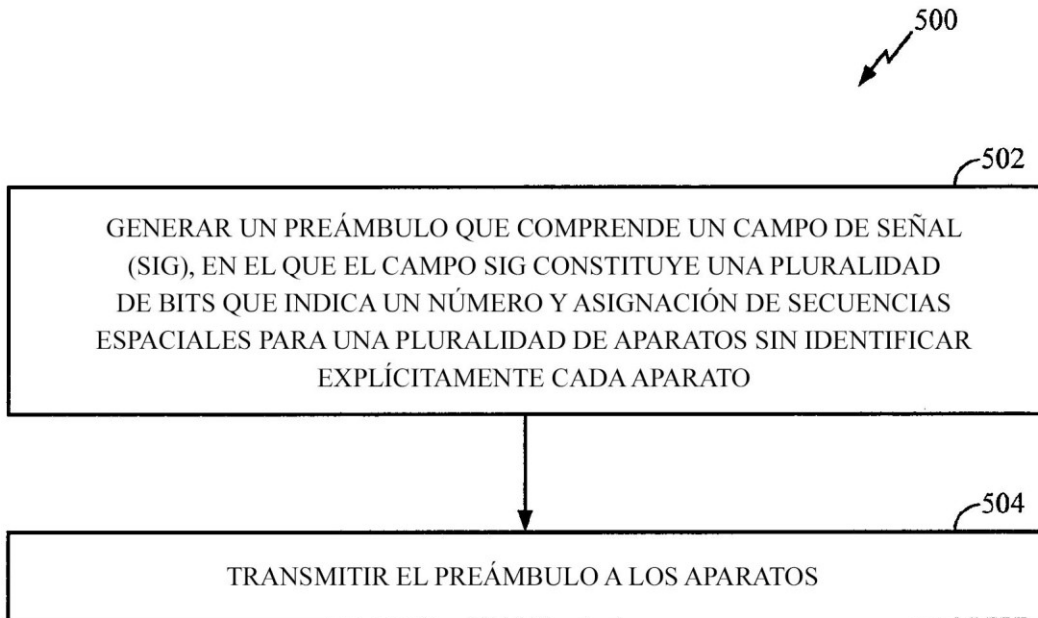 500
502
GENERAR UN PREÁMBULO QUE COMPRENDE UN CAMPO DE SEÑAL
(SIG), EN EL QUE EL CAMPO SIG CONSTITUYE UNA PLURALIDAD
DE BITS QUE INDICA UN NÚMERO Y ASIGNACIÓN DE SECUENCIAS
ESPACIALES PARA UNA PLURALIDAD DE APARATOS SIN IDENTIFICAR
EXPLÍCITAMENTE CADA APARATO
504
TRANSMITIR EL PREÁMBULO A LOS APARATOS